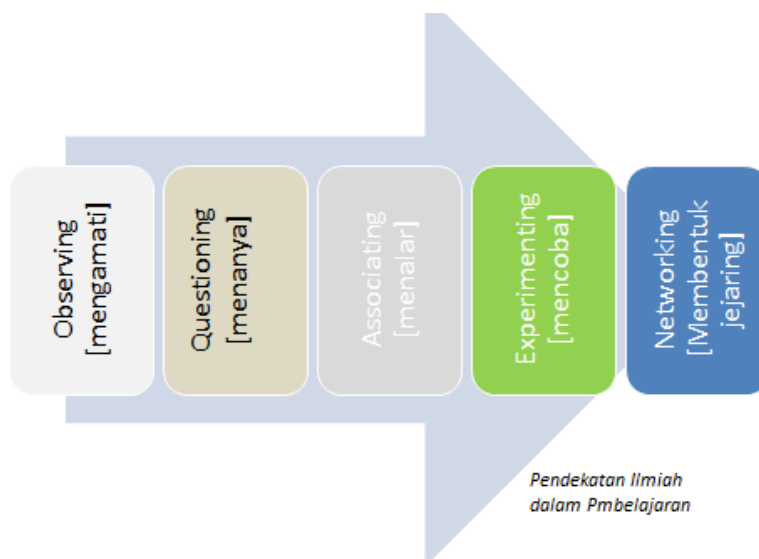 Observing
[mengamati]
Questioning
[menanya]
Associating
[menalar]
Experimenting
[mencoba]
Networking
[Membentuk
jejaring]
Pendekatan Ilmiah
dalam Pmbelajaran